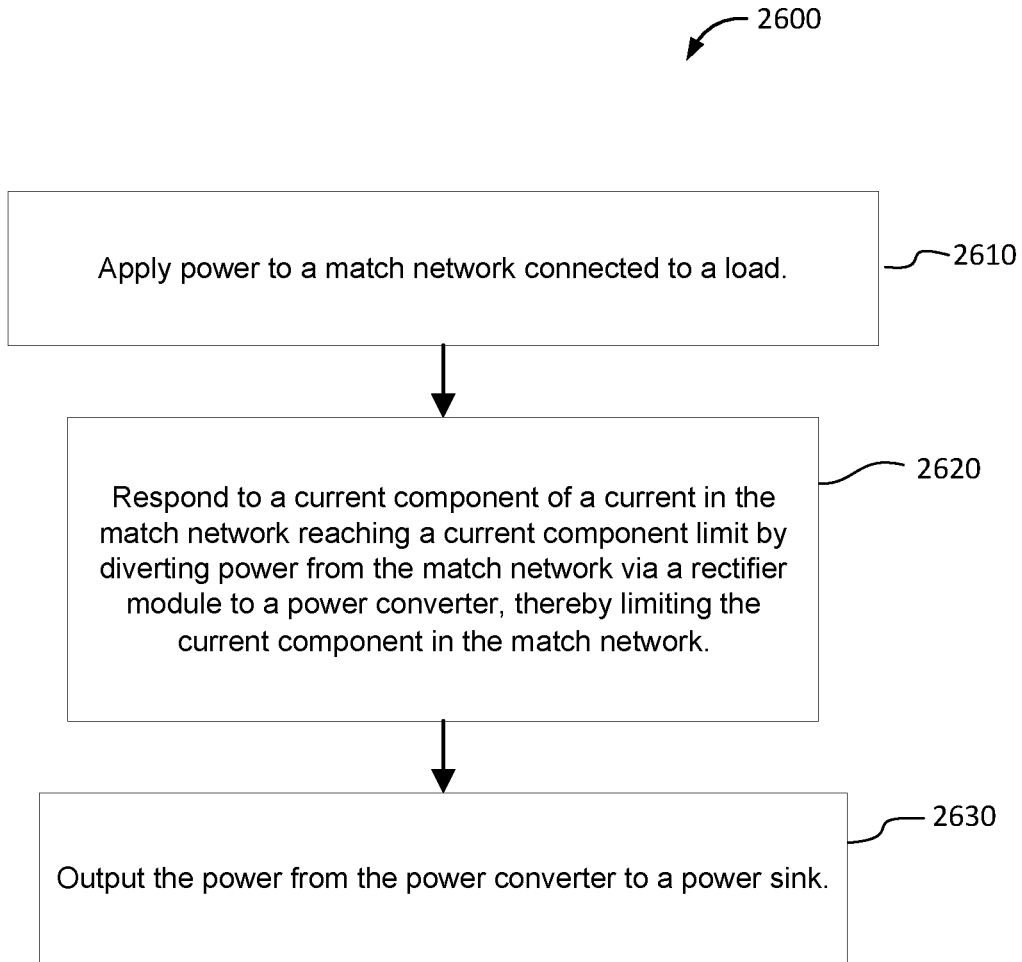 2600
Apply power to a match network connected to a load.
2610
Respond to a current component of a current in the
match network reaching a current component limit by
diverting power from the match network via a rectifier
module to a power converter, thereby limiting the
current component in the match network.
2620
Output the power from the power converter to a power sink.
2630